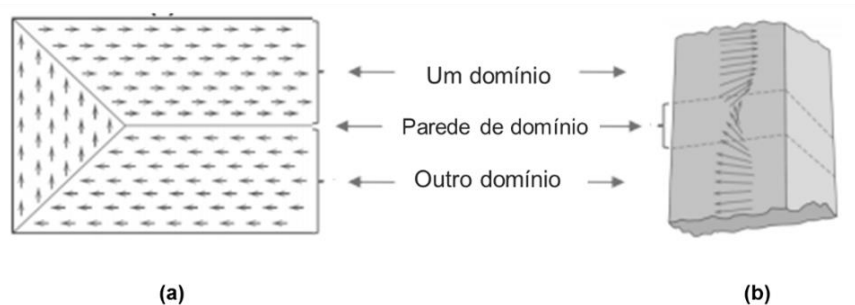 Um domínio
Parede de domínio
Outro domínio
(a)
(b)